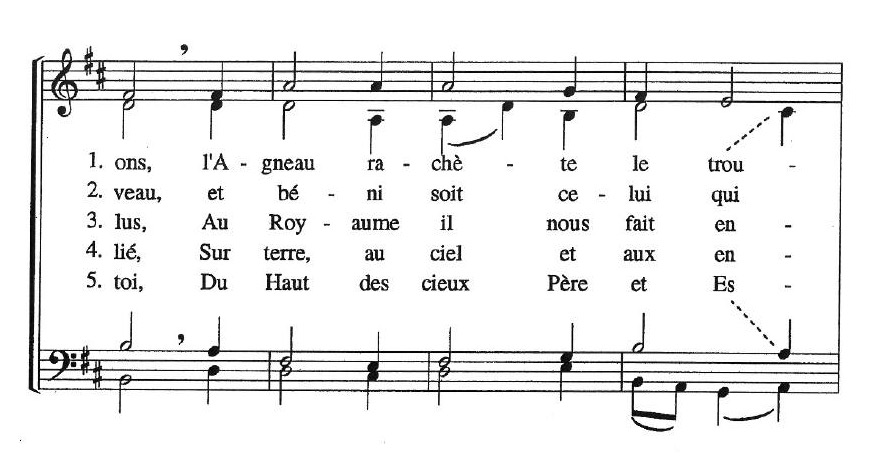 1. ons, l'A - gneau ra - chè - te le trou -
2. veau, et bé - ni soit ce - lui qui
3. lus, Au Roy - aume il nous fait en -
4. lié, Sur terre, au ciel et aux en -
5. toi, Du Haut des cieux Père et Es -